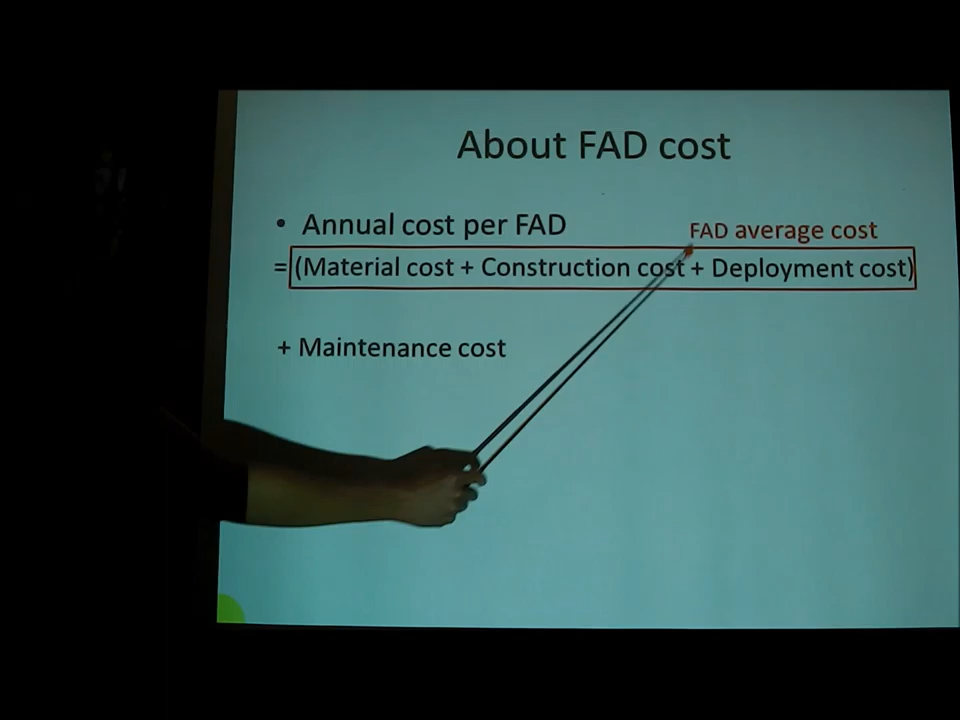 About FAD cost
• Annual cost per FAD
FAD average cost
= (Material cost + Construction cost + Deployment cost)
+ Maintenance cost